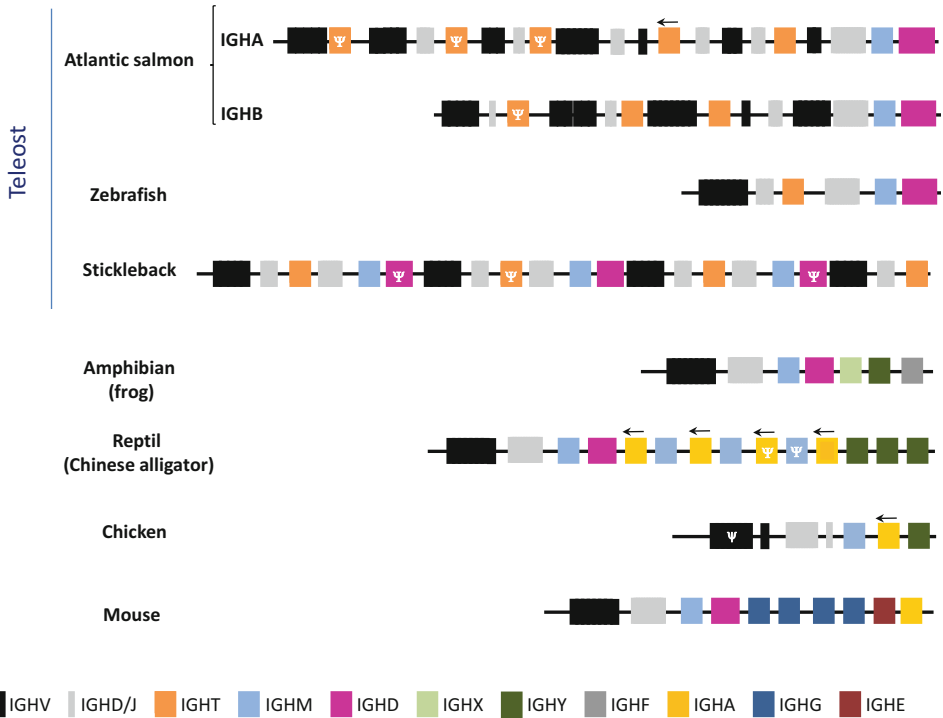 Teleost
Atlantic salmon
IGHA
Ψ Ψ Ψ
IGHB
Ψ
Zebrafish
Stickleback
Ψ Ψ Ψ
Amphibian
(frog)
Reptil
(Chinese alligator)
Ψ Ψ
Chicken
Ψ
Mouse
IGHV IGHD/J IGHT IGHM IGHD IGHX IGHY IGHF IGHA IGHG IGHE